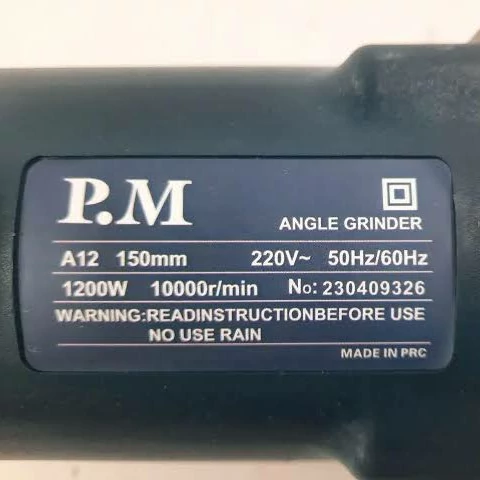 P.M
ANGLE GRINDER
A12 150mm 220V~ 50Hz/60Hz
1200W 10000r/min No: 230409326
WARNING:READINSTRUCTIONBEFORE USE
NO USE RAIN
MADE IN PRC